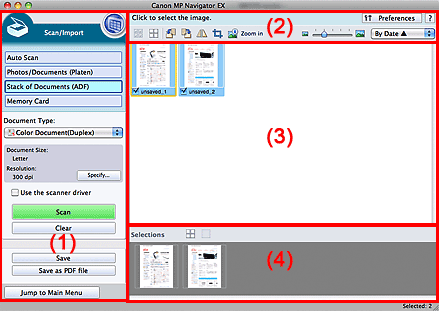 Canon MP Navigator EX
Scan/Import
Click to select the image.
Preferences
?
(2)
Zoom in
By Date ▲
Auto Scan
Photos/Documents (Platen)
Stack of Documents (ADF)
Memory Card
Document Type:
Color Document(Duplex)
Document Size:
Letter
Resolution:
300 dpi
Specify...
Use the scanner driver
Scan
Clear
(1)
Save
Save as PDF file
Jump to Main Menu
unsaved_1
unsaved_2
(3)
Selections
(4)
Selected: 2